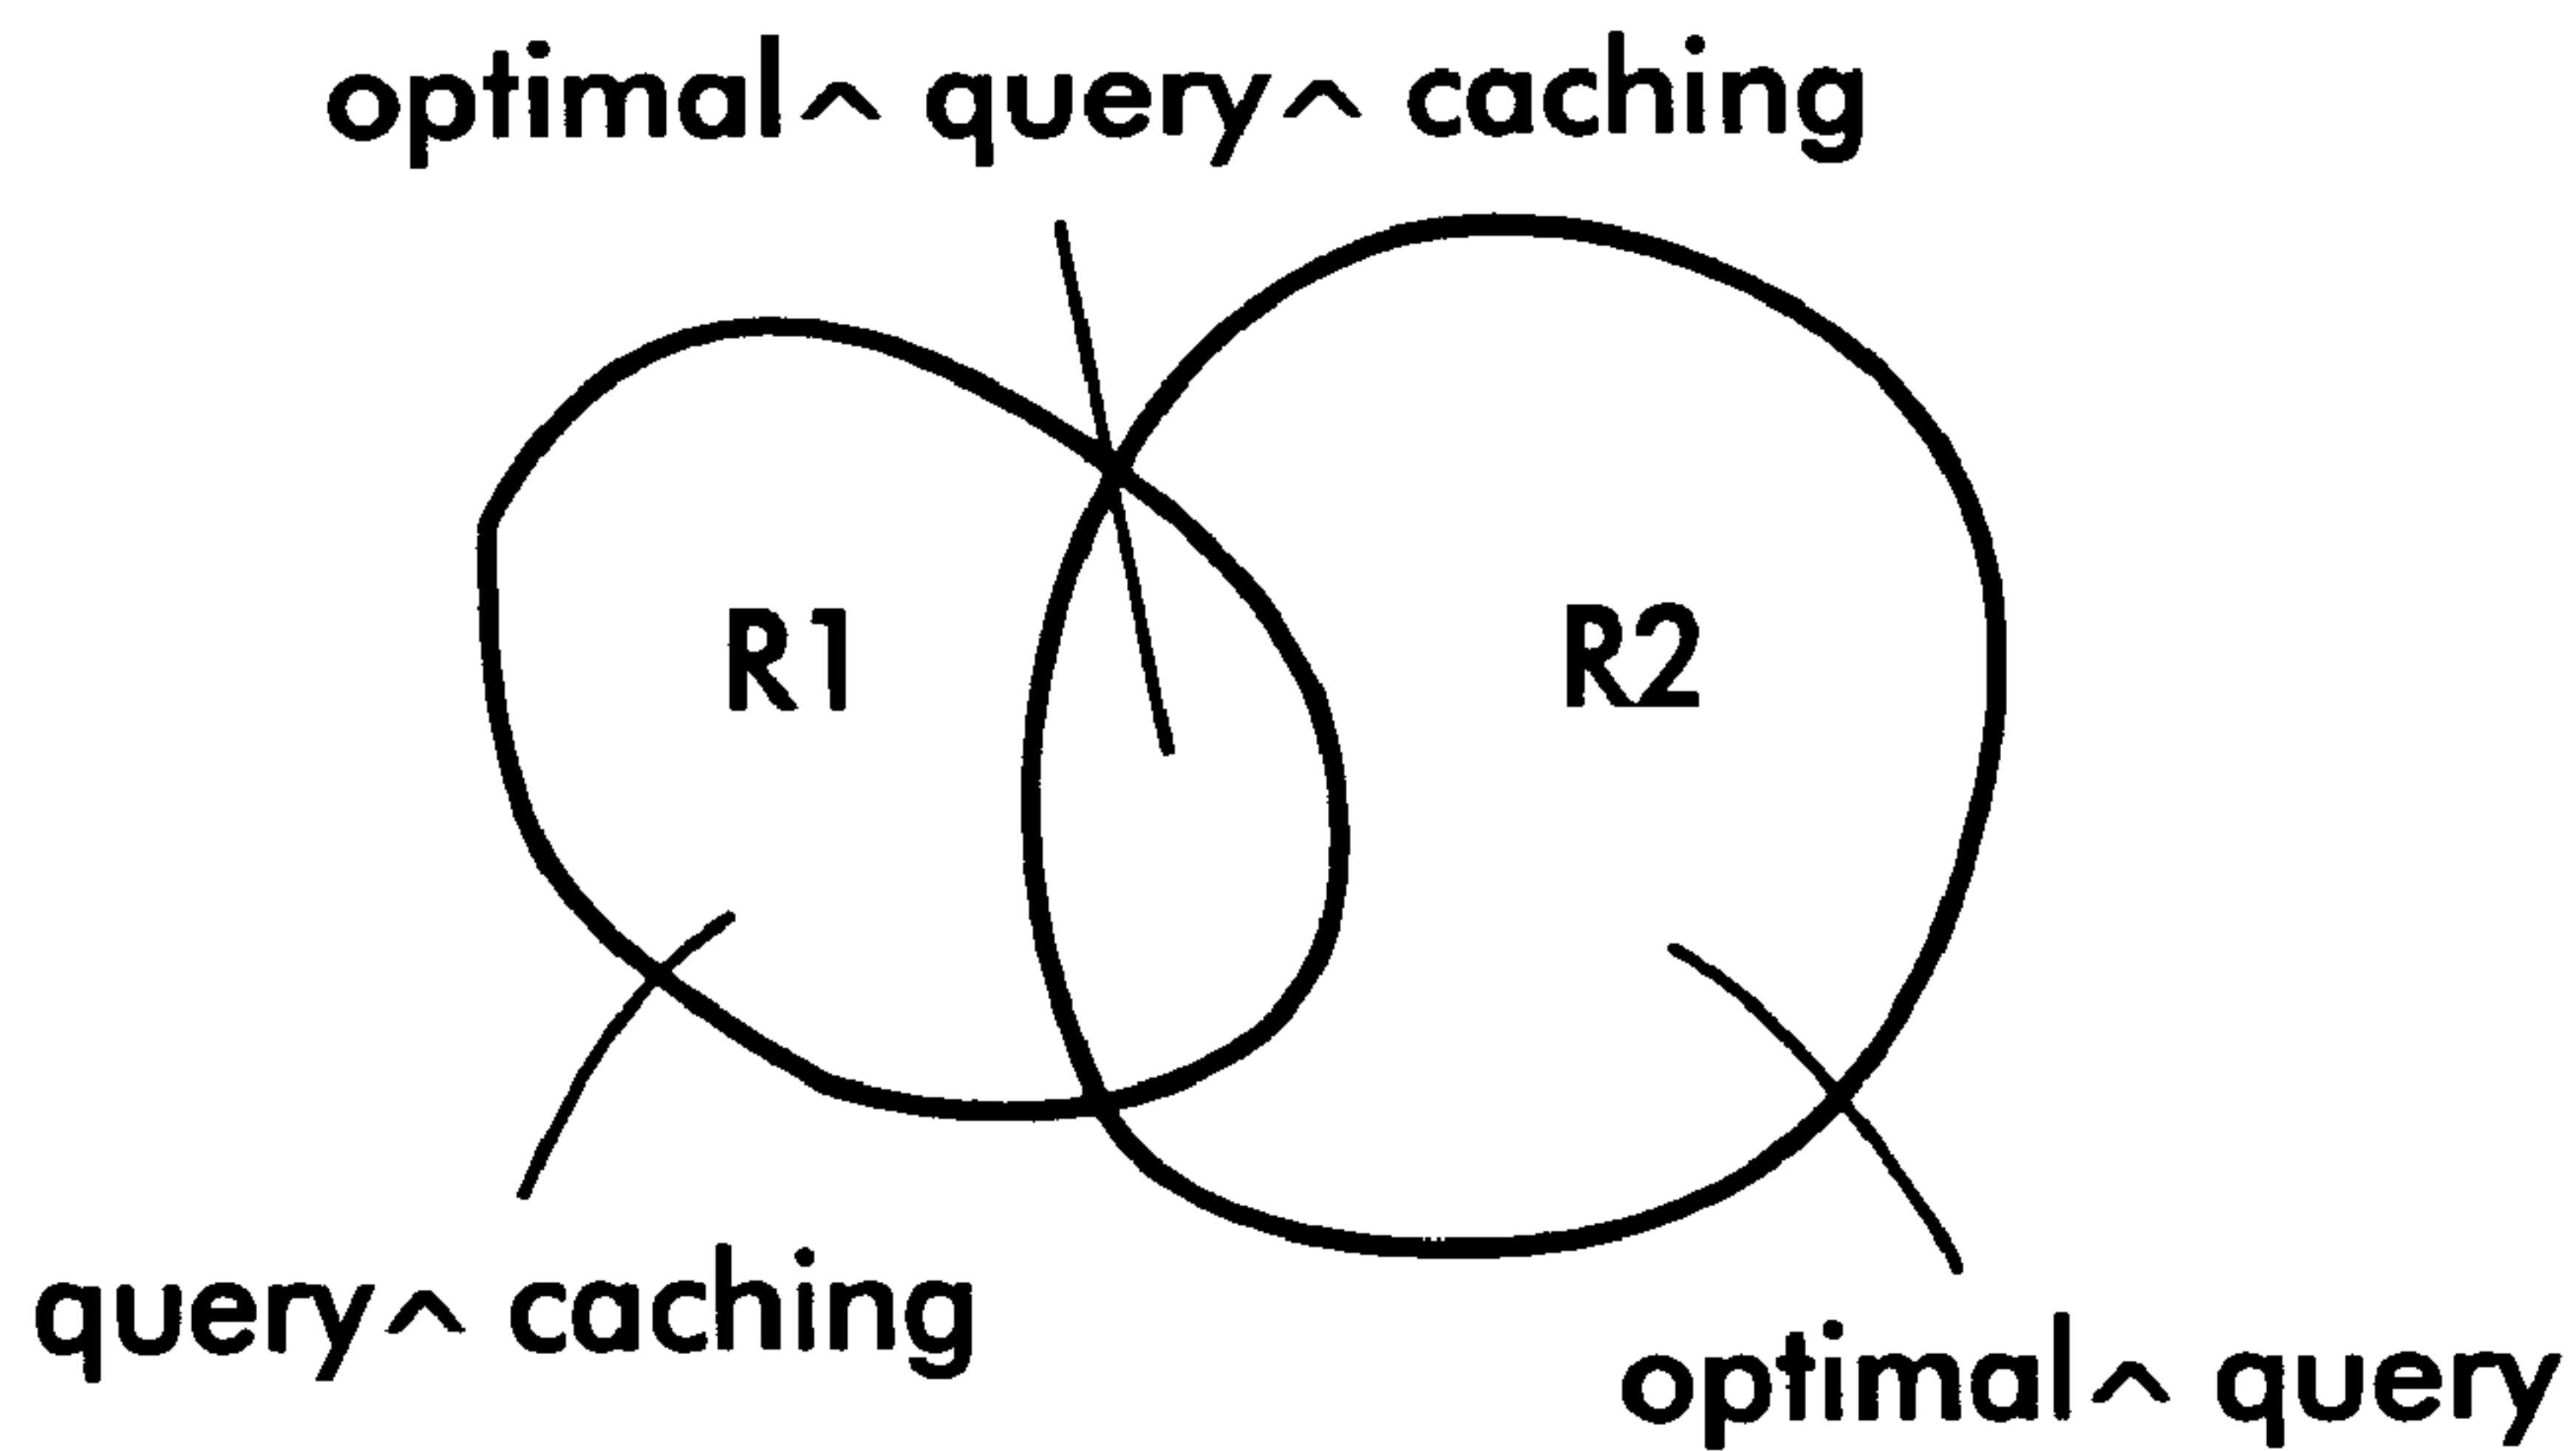 optimal ^ query ^ caching
R1
R2
query ^ caching
optimal ^ query